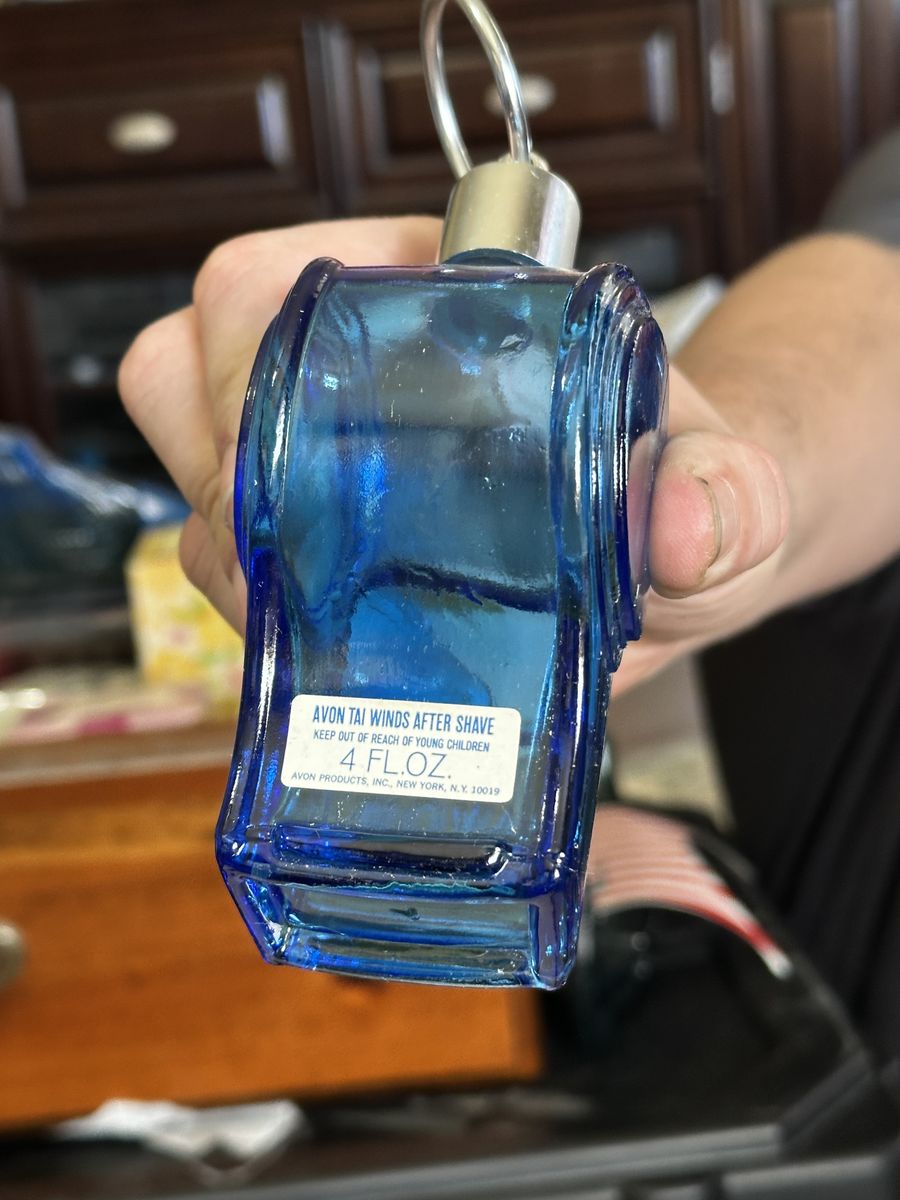 AVON TAI WINDS AFTER SHAVE
KEEP OUT OF REACH OF YOUNG CHILDREN
4 FL.OZ.
AVON PRODUCTS, INC., NEW YORK, N.Y. 10019